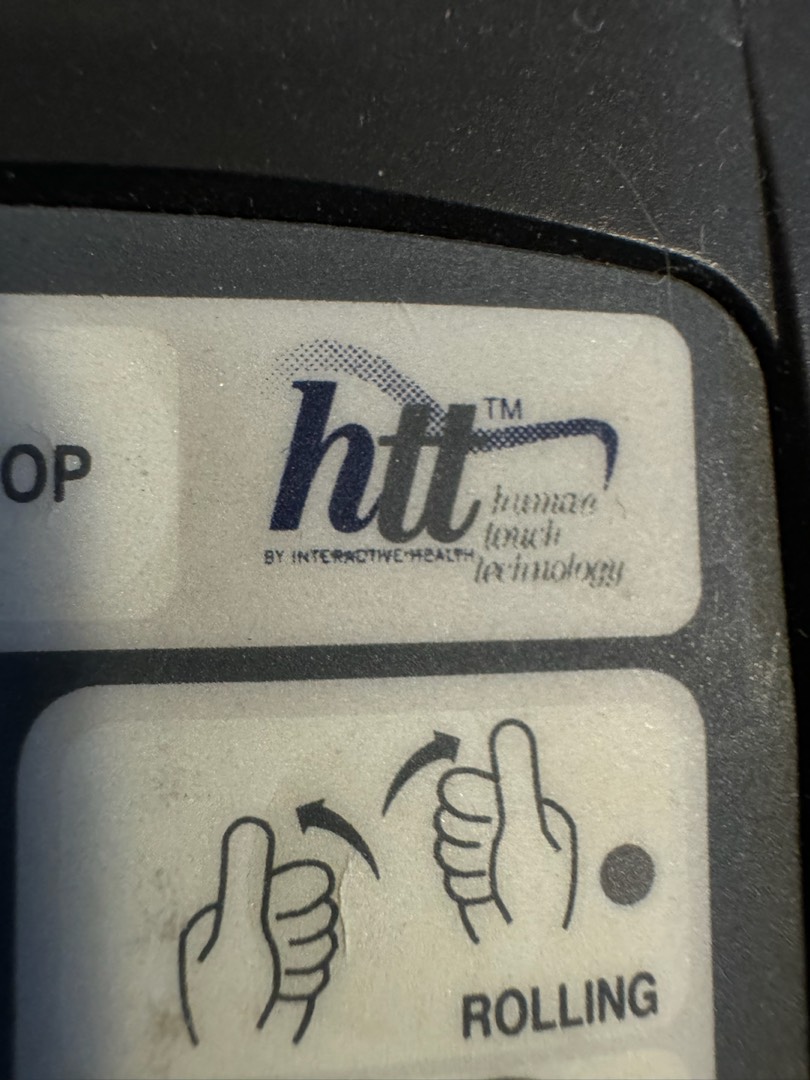 OP
htt™
human
touch
technology
BY INTERACTIVE HEALTH
ROLLING